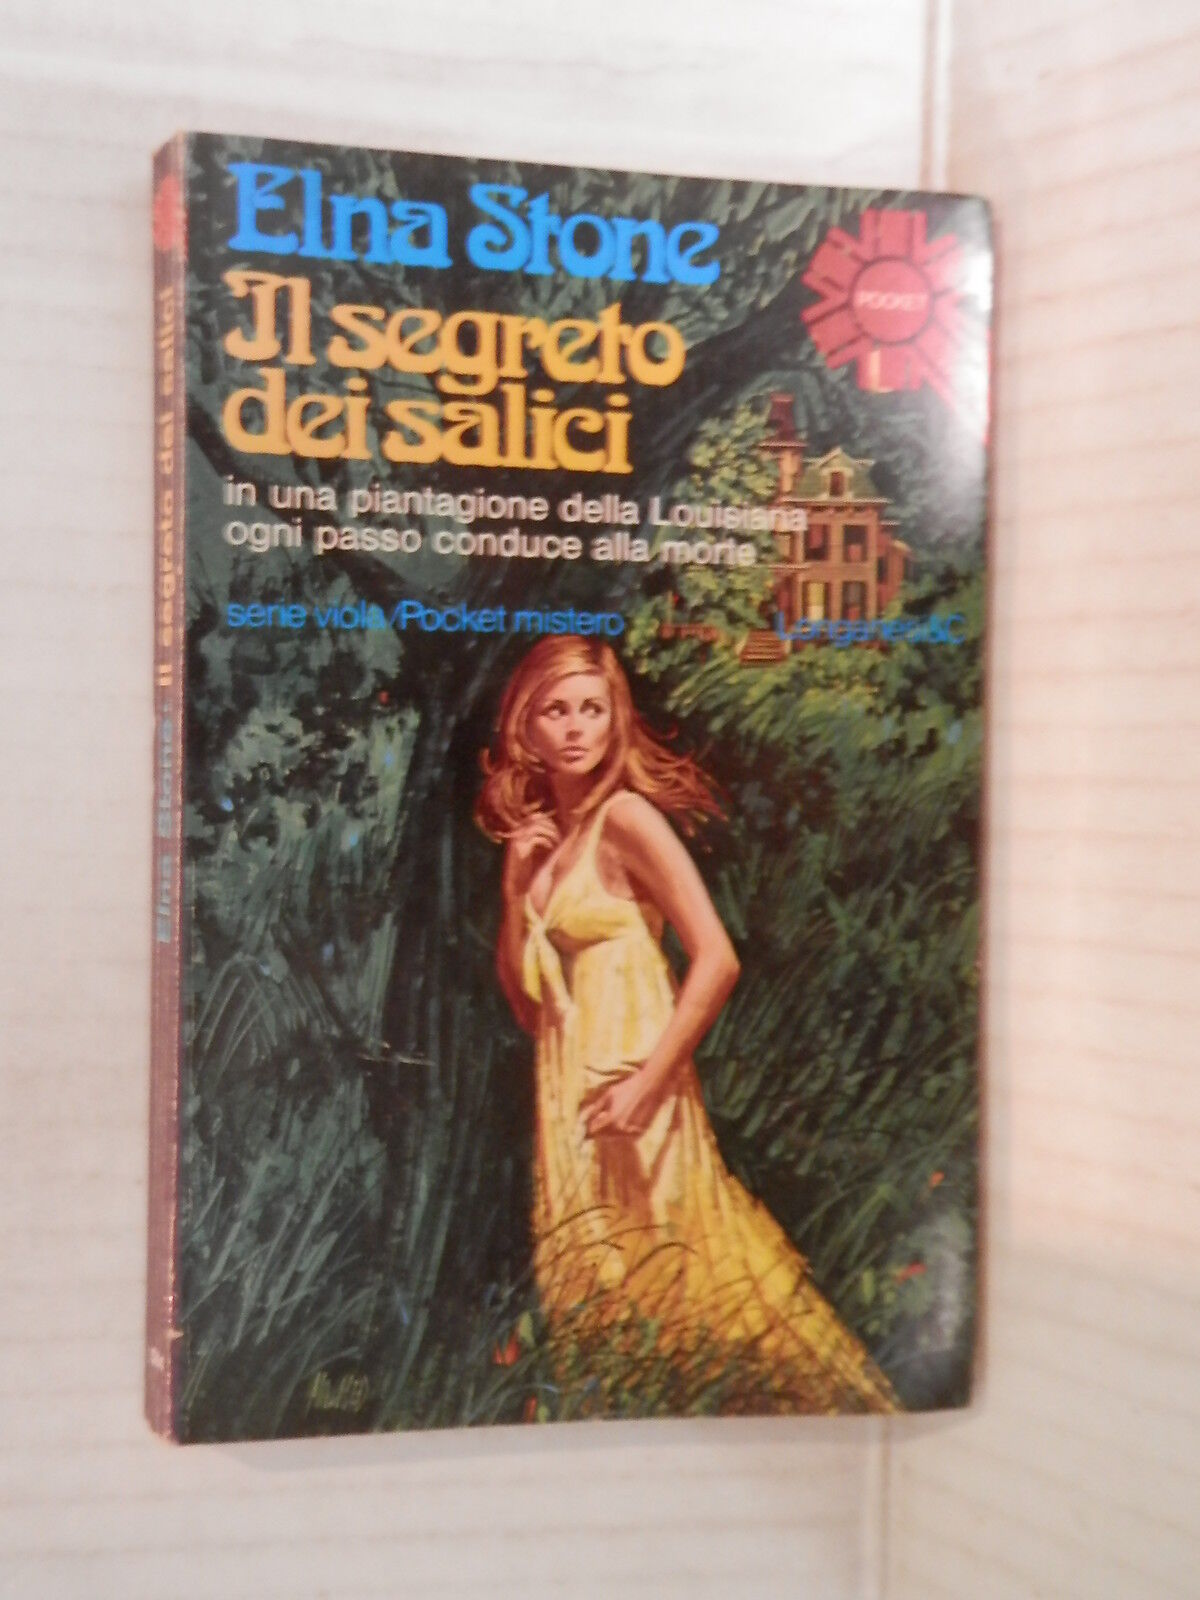 Elna Stone
Il segreto
dei salici
in una piantagione della Louisiana
ogni passo conduce alla morte
serie viola/Pocket mistero
Longanesi & C
POCKET
L
Elna Stone: Il segreto dei salici